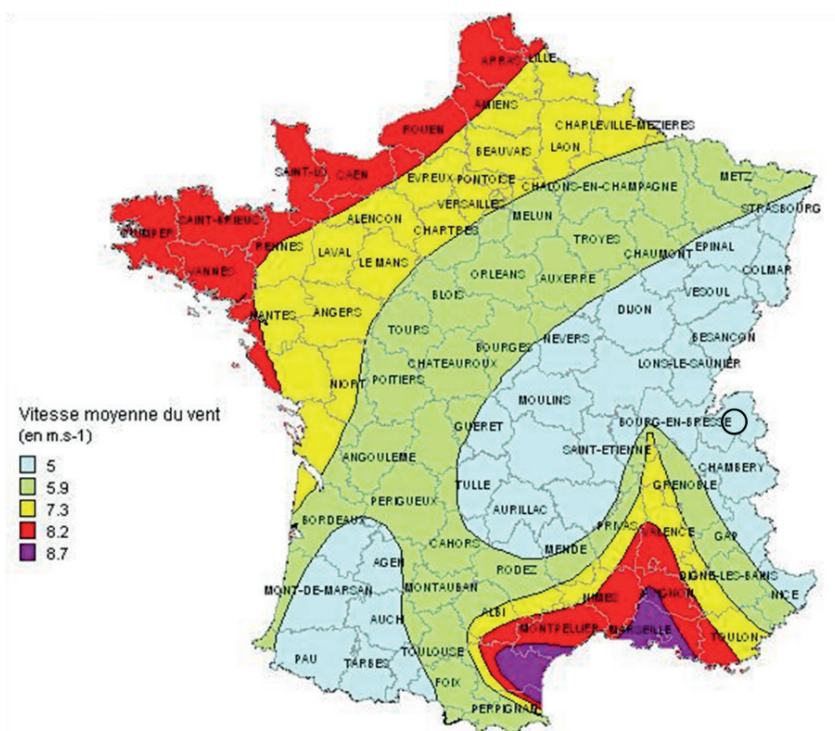 LILLE
ARRAS
AMIENS
ROUEN
CHARLEVILLE-MEZIERES
BEAUVAIS
LAON
SAINT-LO
CAEN
EVREUX
PONTOISE
CHALONS-EN-CHAMPAGNE
METZ
VERSAILLES
STRASBOURG
SAINT-BRIEUC
ALENCON
MELUN
QUIMPER
CHARTRES
RENNES
LAVAL
TROYES
CHAUMONT
EPINAL
LE MANS
VANNES
ORLEANS
AUXERRE
COLMAR
BLOIS
VESOUL
NANTES
ANGERS
DIJON
TOURS
BESANCON
BOURGES
NEVERS
CHATEAUROUX
LONS-LE-SAUNIER
NIORT
POITIERS
MOULINS
Vitesse moyenne du vent
(en m.s-1)
5
5.9
7.3
8.2
8.7
GUERET
BOURG-EN-BRESSE
SAINT-ETIENNE
ANGOULEME
CHAMBERY
TULLE
GRENOBLE
PERIGUEUX
AURILLAC
BORDEAUX
PRIVAS
VALENCE
GAP
CAHORS
MENDE
AGEN
RODEZ
DIGNE-LES-BAINS
MONT-DE-MARSAN
MONTAUBAN
NIMES
AVIGNON
NICE
ALBI
AUCH
MONTPELLIER
MARSEILLE
TOULON
TOULOUSE
PAU
TARBES
FOIX
PERPIGNAN